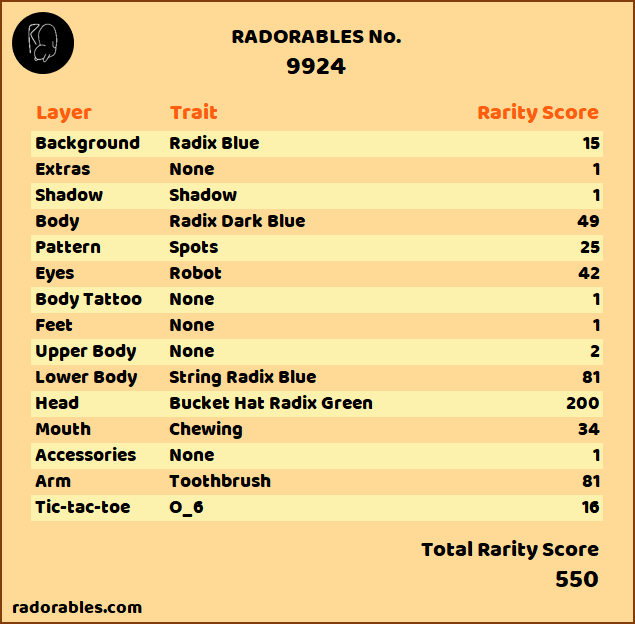 RADORABLES No.
9924
Layer Trait Rarity Score
Background Radix Blue 15
Extras None 1
Shadow Shadow 1
Body Radix Dark Blue 49
Pattern Spots 25
Eyes Robot 42
Body Tattoo None 1
Feet None 1
Upper Body None 2
Lower Body String Radix Blue 81
Head Bucket Hat Radix Green 200
Mouth Chewing 34
Accessories None 1
Arm Toothbrush 81
Tic-tac-toe O_6 16
Total Rarity Score
550
radorables.com